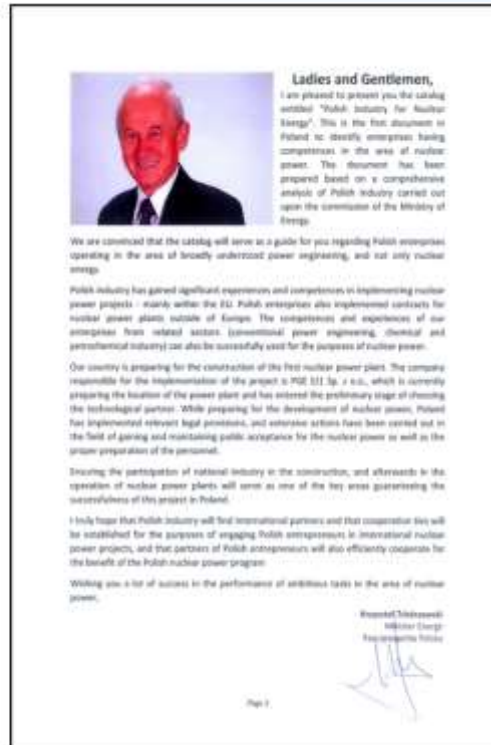 Ladies and Gentlemen,
I am pleased to present you the catalog
entitled "Polish Industry for Nuclear
Energy". This is the first document in
Poland to identify enterprises having
competences in the area of nuclear
power. The document has been
prepared based on a comprehensive
analysis of Polish industry carried out
upon the commission of the Ministry of
Energy.
We are convinced that the catalog will serve as a guide for you regarding Polish enterprises
operating in the area of broadly understood power engineering, and not only nuclear
energy.
Polish industry has gained significant experiences and competences in implementing nuclear
power projects - mainly within the EU. Polish enterprises also implemented contracts for
nuclear power plants outside of Europe. The competences and experiences of our
enterprises from related sectors (conventional power engineering, chemical and
petrochemical industry) can also be successfully used for the purposes of nuclear power.
Our country is preparing for the construction of the first nuclear power plant. The company
responsible for the implementation of the project is PGE EJ1 Sp. z o.o., which is currently
preparing the location of the power plant and has entered the preliminary stage of choosing
the technological partner. While preparing for the development of nuclear power, Poland
has implemented relevant legal provisions, and extensive actions have been carried out in
the field of gaining and maintaining public acceptance for the nuclear power as well as the
proper preparation of the personnel.
Ensuring the participation of national industry in the construction, and afterwards in the
operation of nuclear power plants will serve as one of the key areas guaranteeing the
successfulness of this project in Poland.
I truly hope that Polish industry will find international partners and that cooperation ties will
be established for the purposes of engaging Polish entrepreneurs in international nuclear
power projects, and that partners of Polish entrepreneurs will also efficiently cooperate for
the benefit of the Polish nuclear power program
Wishing you a lot of success in the performance of ambitious tasks in the area of nuclear
power,
Krzysztof Tchórzewski
Minister Energii
Page 2